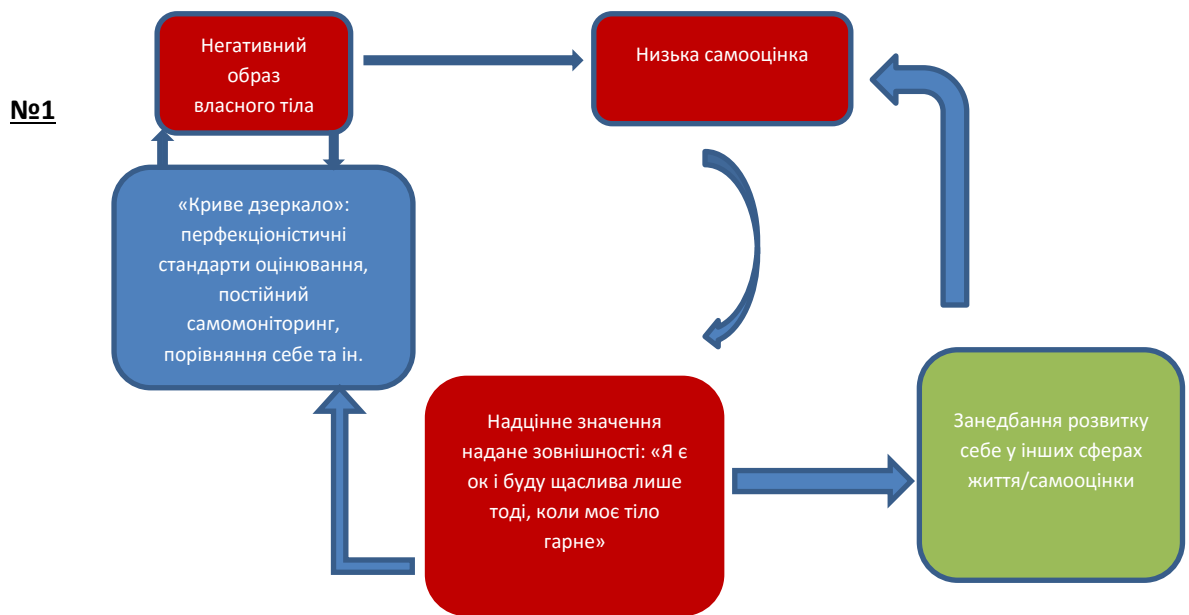 Негативний
образ
власного тіла
Низька самооцінка
№1
«Криве дзеркало»:
перфекціоністичні
стандарти оцінювання,
постійний
самомоніторинг,
порівняння себе та ін.
Надцінне значення
надане зовнішності: «Я є
ок і буду щаслива лише
тоді, коли моє тіло
гарне»
Занедбання розвитку
себе у інших сферах
життя/самооцінки